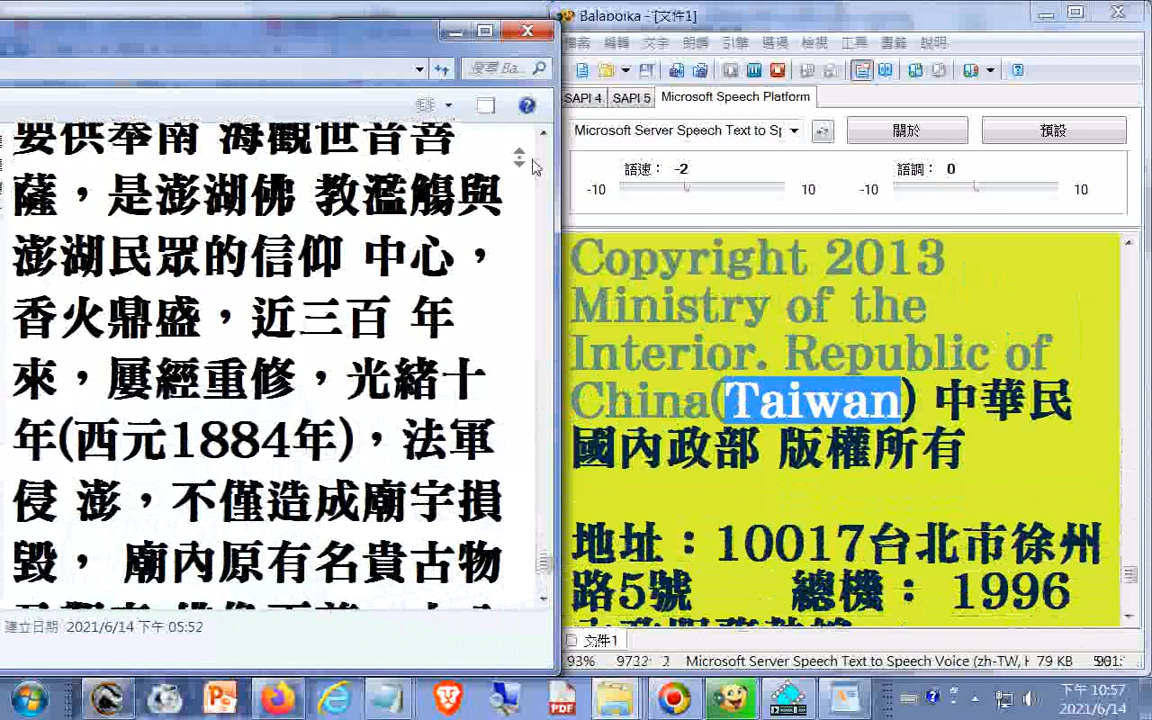 Balabolka - [文件1]
檔案 編輯 文字 朗讀 引擎 選項 檢視 工具 書籤 說明
搜尋 Ba...
SAPI 4 SAPI 5 Microsoft Speech Platform
Microsoft Server Speech Text to Sp
關於
預設
語速： -2
語調： 0
-10 10 -10 10
要供奉南 海觀世音菩
薩，是澎湖佛 教濫觴與
澎湖民眾的信仰 中心，
香火鼎盛，近三百 年
來，屢經重修，光緒十
年(西元1884年)，法軍
侵 澎，不僅造成廟宇損
毀， 廟內原有名貴古物
建立日期 2021/6/14 下午 05:52
Copyright 2013
Ministry of the
Interior. Republic of
China(Taiwan) 中華民
國內政部 版權所有
地址：10017台北市徐州
路5號 總機： 1996
文件1
93% Microsoft Server Speech Text to Speech Voice (zh-TW, H 79 KB
下午 10:57
2021/6/14